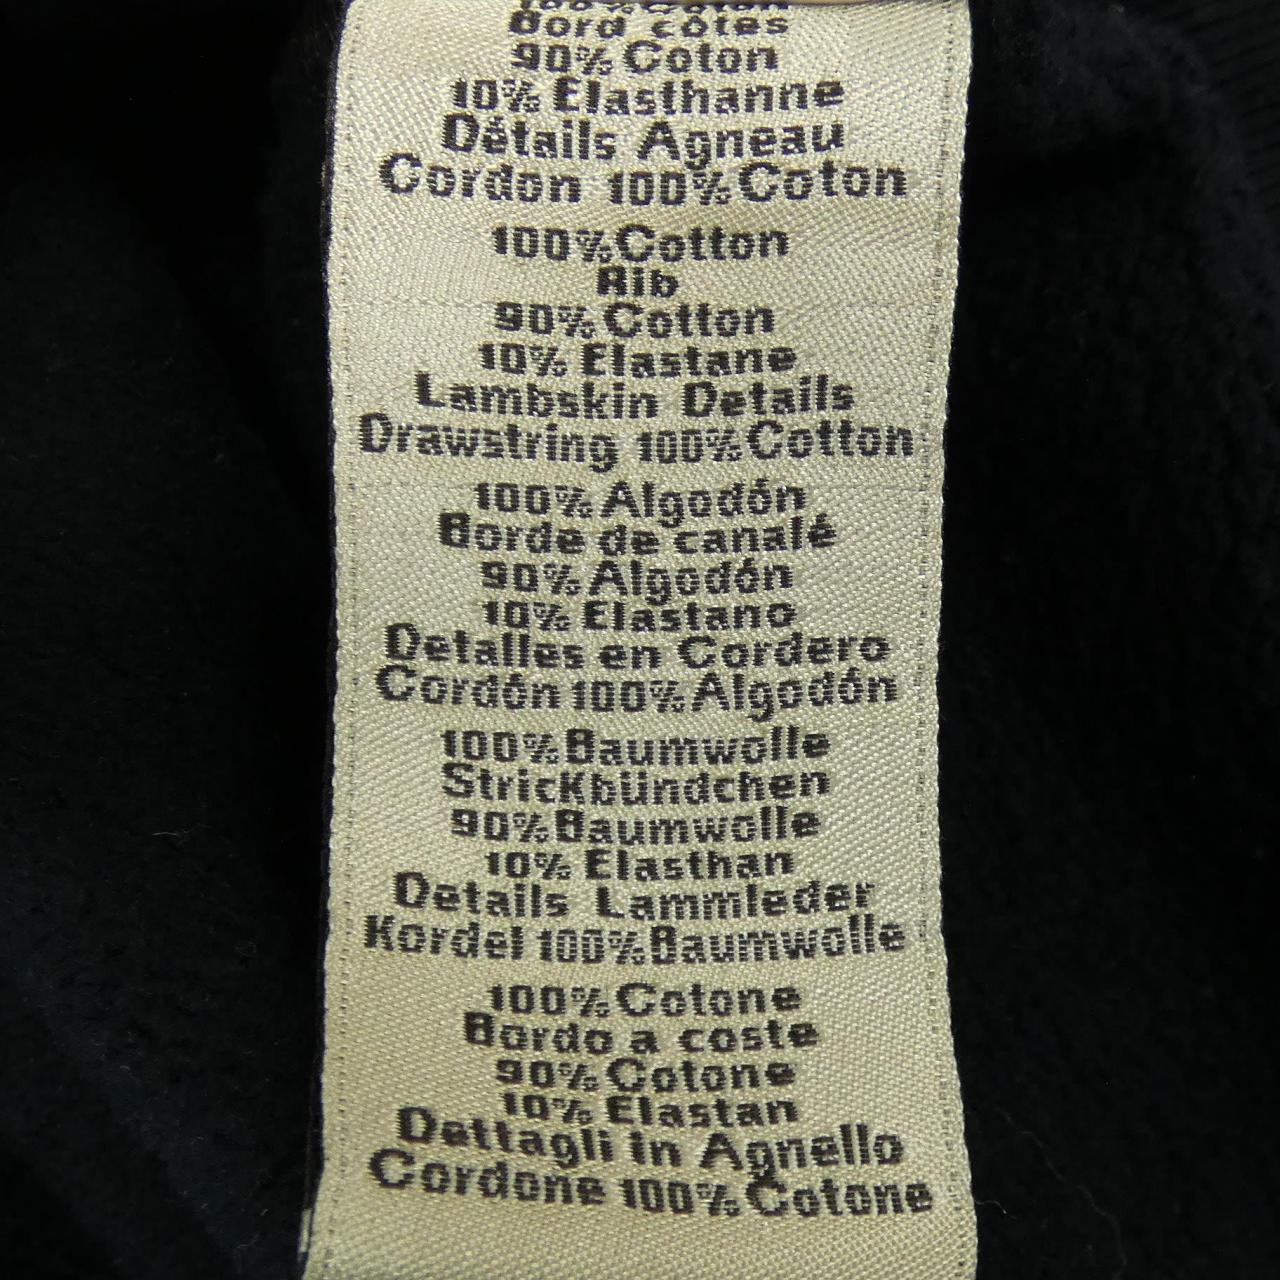 100% Coton
Bord côtes
90% Coton
10% Elasthanne
Détails Agneau
Cordon 100% Coton
100% Cotton
Rib
90% Cotton
10% Elastane
Lambskin Details
Drawstring 100% Cotton
100% Algodón
Borde de canalé
90% Algodón
10% Elastano
Detalles en Cordero
Cordón 100% Algodón
100% Baumwolle
Strickbündchen
90% Baumwolle
10% Elasthan
Details Lammleder
Kordel 100% Baumwolle
100% Cotone
Bordo a coste
90% Cotone
10% Elastan
Dettagli in Agnello
Cordone 100% Cotone